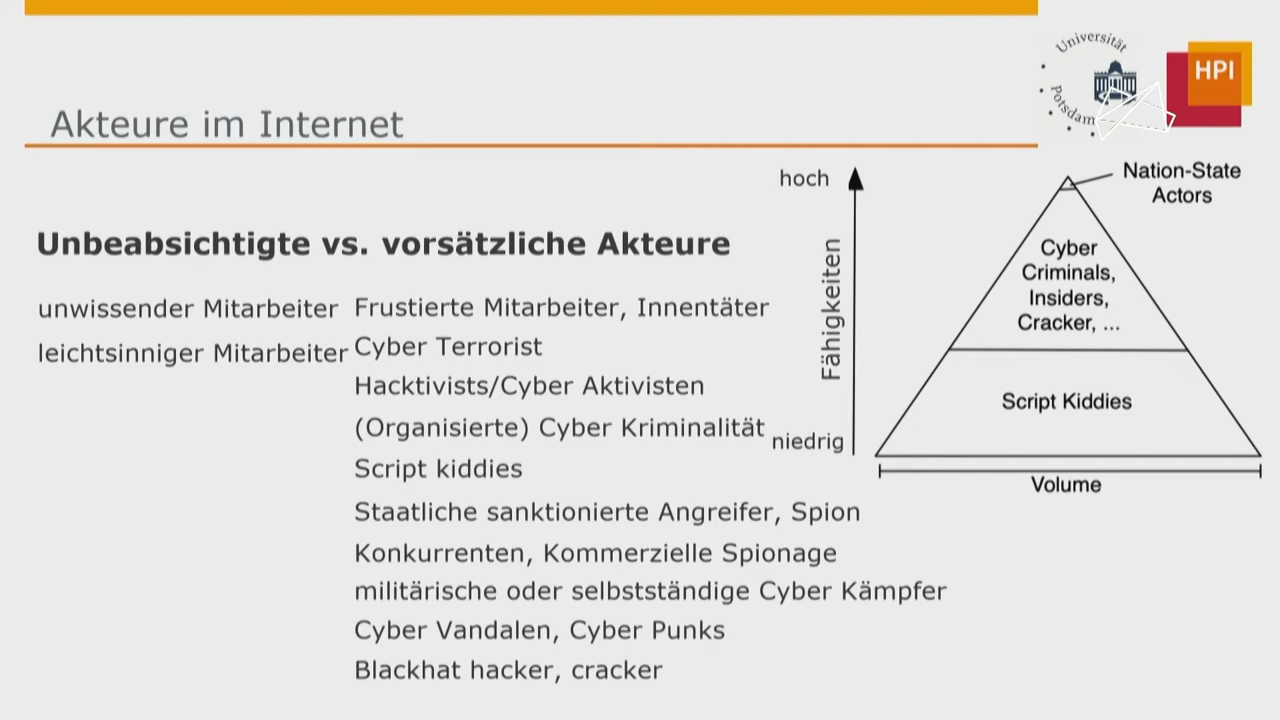 Universität
Potsdam
HPI
Akteure im Internet
Unbeabsichtigte vs. vorsätzliche Akteure
unwissender Mitarbeiter
leichtsinniger Mitarbeiter
Frustierte Mitarbeiter, Innentäter
Cyber Terrorist
Hacktivists/Cyber Aktivisten
(Organisierte) Cyber Kriminalität
Script kiddies
Staatliche sanktionierte Angreifer, Spion
Konkurrenten, Kommerzielle Spionage
militärische oder selbstständige Cyber Kämpfer
Cyber Vandalen, Cyber Punks
Blackhat hacker, cracker
hoch
Fähigkeiten
niedrig
Nation-State
Actors
Cyber
Criminals,
Insiders,
Cracker, ...
Script Kiddies
Volume